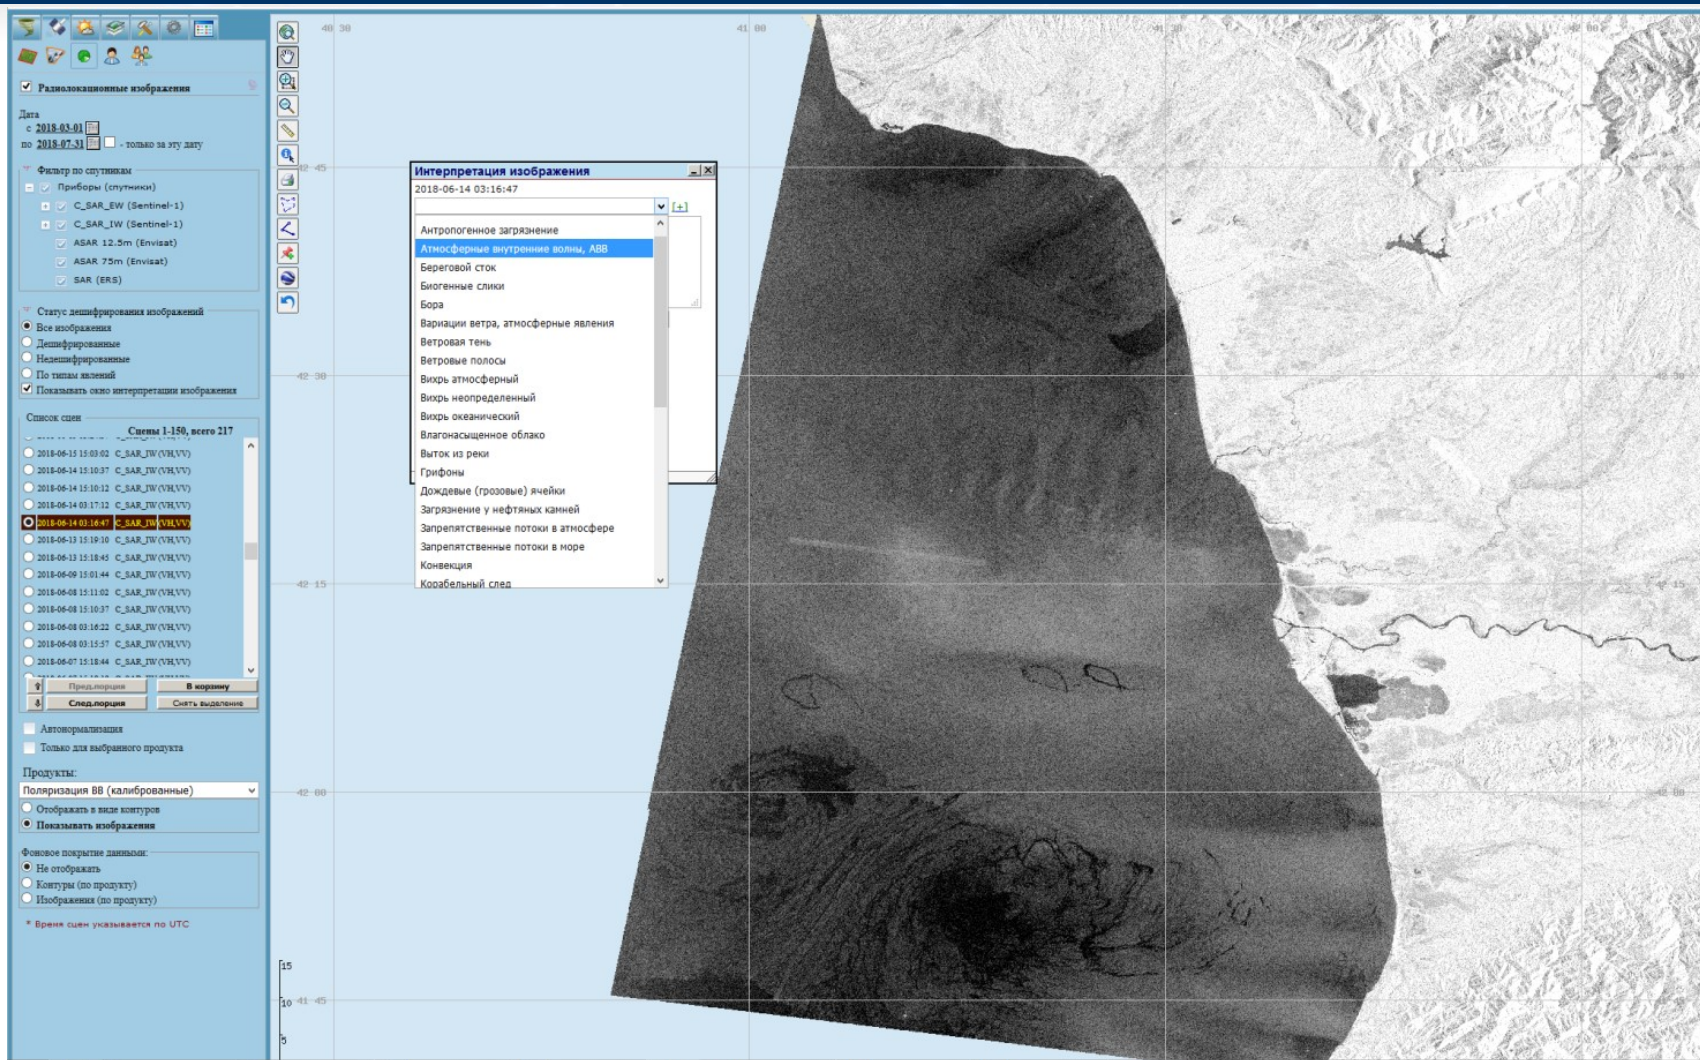 Радиолокационные изображения
Дата
с 2018-03-01
по 2018-07-31 - только за эту дату
Фильтр по спутникам
Приборы (спутники)
C_SAR_EW (Sentinel-1)
C_SAR_IW (Sentinel-1)
ASAR 12.5m (Envisat)
ASAR 75m (Envisat)
SAR (ERS)
Статус дешифрирования изображений
Все изображения
Дешифрированные
Недешифрированные
По типам явлений
Показывать окно интерпретации изображения
Список сцен
Сцены 1-150, всего 217
2018-06-15 15:03:02 C_SAR_IW (VH,VV)
2018-06-14 15:10:37 C_SAR_IW (VH,VV)
2018-06-14 15:10:12 C_SAR_IW (VH,VV)
2018-06-14 03:17:12 C_SAR_IW (VH,VV)
2018-06-14 03:16:47 C_SAR_IW (VH,VV)
2018-06-13 15:19:10 C_SAR_IW (VH,VV)
2018-06-13 15:18:45 C_SAR_IW (VH,VV)
2018-06-09 15:01:44 C_SAR_IW (VH,VV)
2018-06-08 15:11:02 C_SAR_IW (VH,VV)
2018-06-08 15:10:37 C_SAR_IW (VH,VV)
2018-06-08 03:16:22 C_SAR_IW (VH,VV)
2018-06-08 03:15:57 C_SAR_IW (VH,VV)
2018-06-07 15:18:44 C_SAR_IW (VH,VV)
Пред.порция В корзину
След.порция Снять выделение
Автонормализация
Только для выбранного продукта
Продукты:
Поляризация ВВ (калиброванные)
Отображать в виде контуров
Показывать изображения
Фоновое покрытие данными:
Не отображать
Контуры (по продукту)
Изображения (по продукту)
* Время сцен указывается по UTC
Интерпретация изображения
2018-06-14 03:16:47
[+]
Антропогенное загрязнение
Атмосферные внутренние волны, АВВ
Береговой сток
Биогенные слики
Бора
Вариации ветра, атмосферные явления
Ветровая тень
Ветровые полосы
Вихрь атмосферный
Вихрь неопределенный
Вихрь океанический
Влагонасыщенное облако
Выток из реки
Грифоны
Дождевые (грозовые) ячейки
Загрязнение у нефтяных камней
Запрепятственные потоки в атмосфере
Запрепятственные потоки в море
Конвекция
Корабельный след
40 30
41 00
41 30
42 00
42 45
42 30
42 30
42 15
42 15
42 00
42 00
41 45
15
10
5